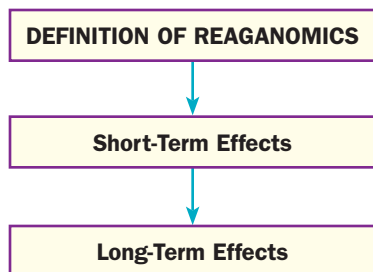 DEFINITION OF REAGANOMICS
Short-Term Effects
Long-Term Effects